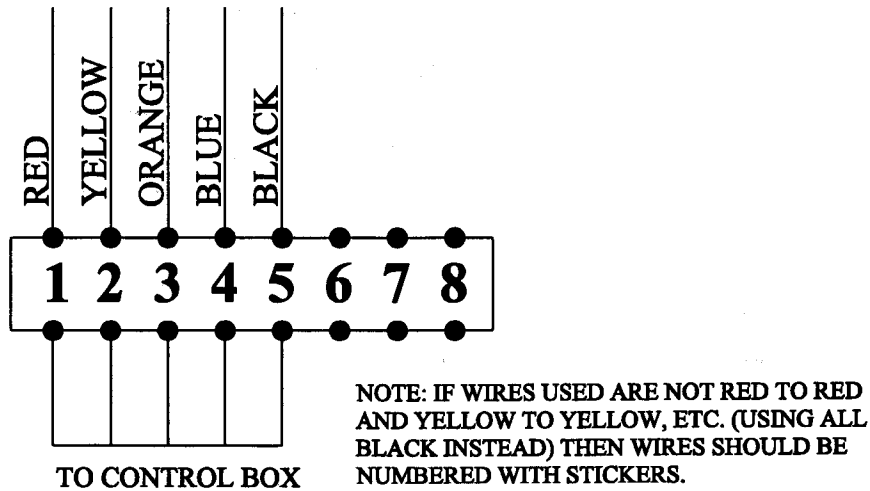 RED
YELLOW
ORANGE
BLUE
BLACK
1 2 3 4 5 6 7 8
TO CONTROL BOX
NOTE: IF WIRES USED ARE NOT RED TO RED
AND YELLOW TO YELLOW, ETC. (USING ALL
BLACK INSTEAD) THEN WIRES SHOULD BE
NUMBERED WITH STICKERS.